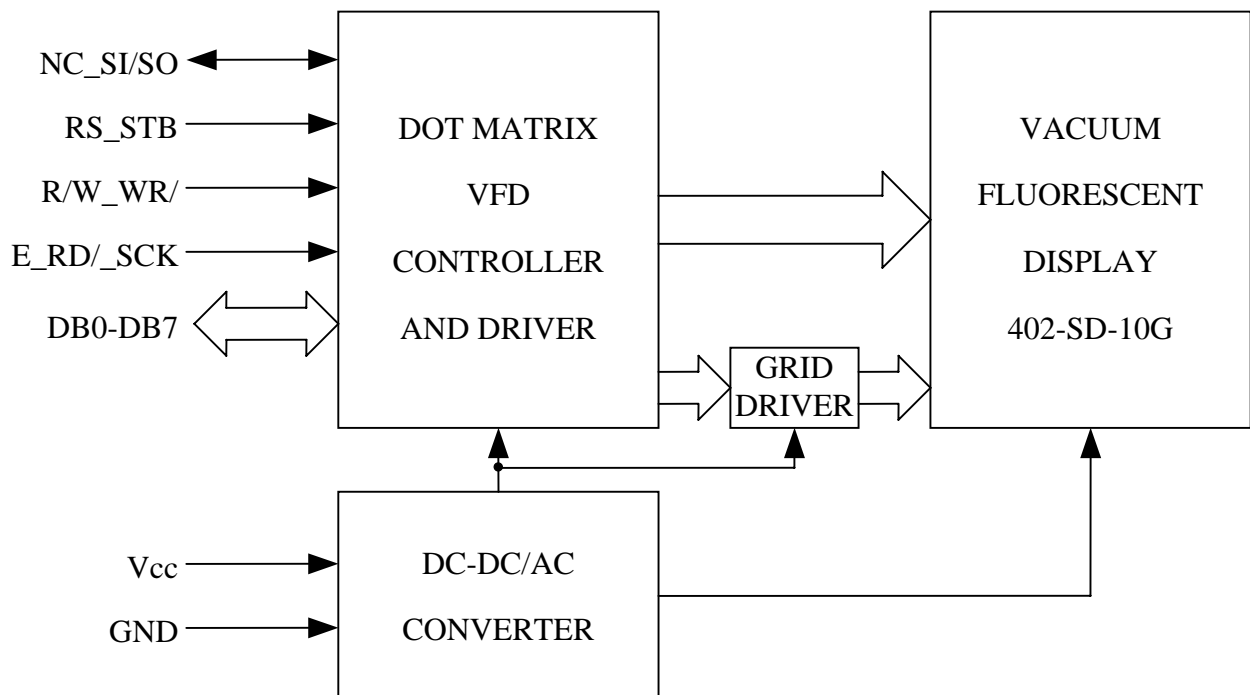 NC_SI/SO
RS_STB
R/W_WR/
E_RD/_SCK
DB0-DB7
DOT MATRIX
VFD
CONTROLLER
AND DRIVER
GRID
DRIVER
VACUUM
FLUORESCENT
DISPLAY
402-SD-10G
Vcc
GND
DC-DC/AC
CONVERTER